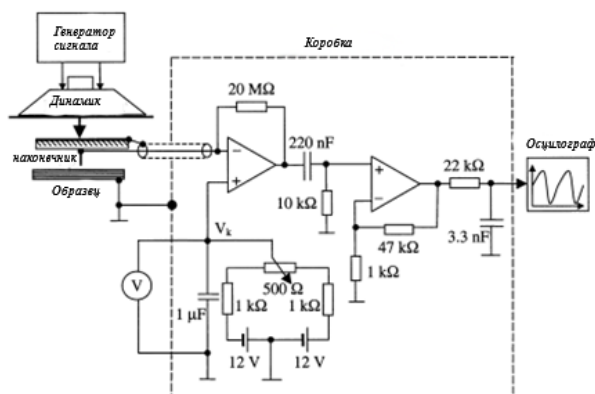 Генератор
сигнала
Коробка
Динамик
20 MΩ
наконечник
Образец
220 nF
10 kΩ
22 kΩ
Осцилограф
47 kΩ
3.3 nF
1 kΩ
V_k
V
500 Ω
1 μF
1 kΩ
1 kΩ
12 V
12 V